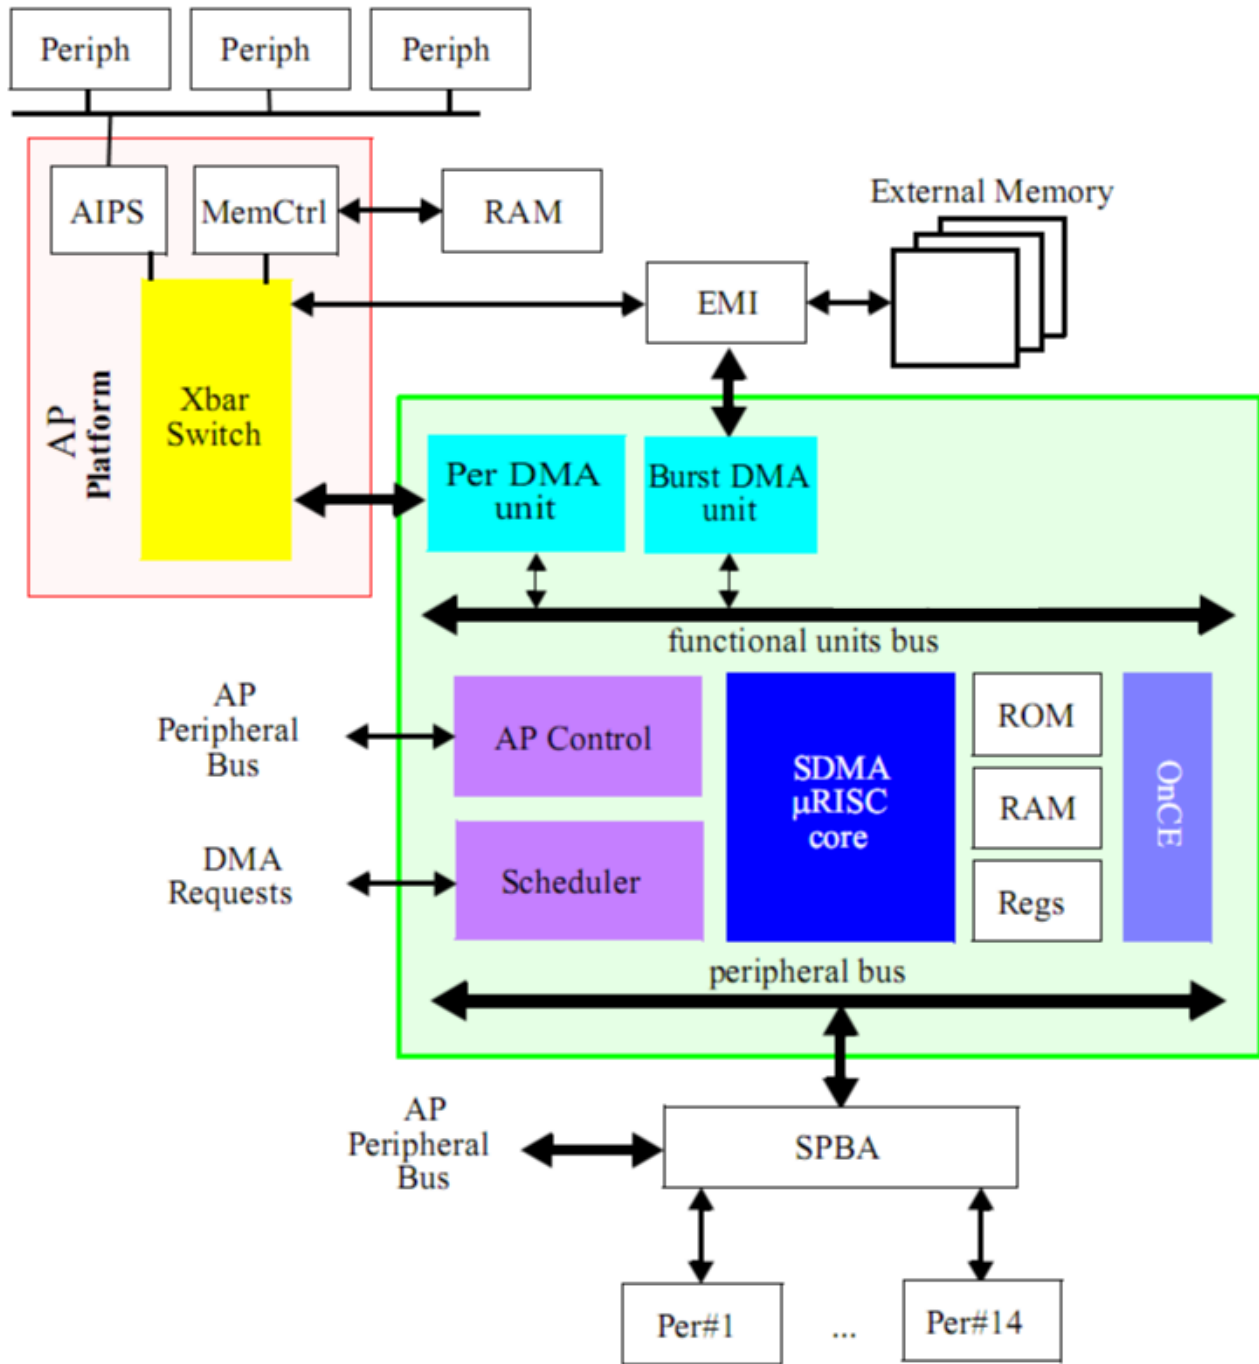 Periph
Periph
Periph
AIPS
MemCtrl
RAM
External Memory
EMI
AP
Platform
Xbar
Switch
Per DMA
unit
Burst DMA
unit
functional units bus
AP
Peripheral
Bus
AP Control
SDMA
μRISC
core
ROM
RAM
Regs
OnCE
DMA
Requests
Scheduler
peripheral bus
AP
Peripheral
Bus
SPBA
Per#1
...
Per#14